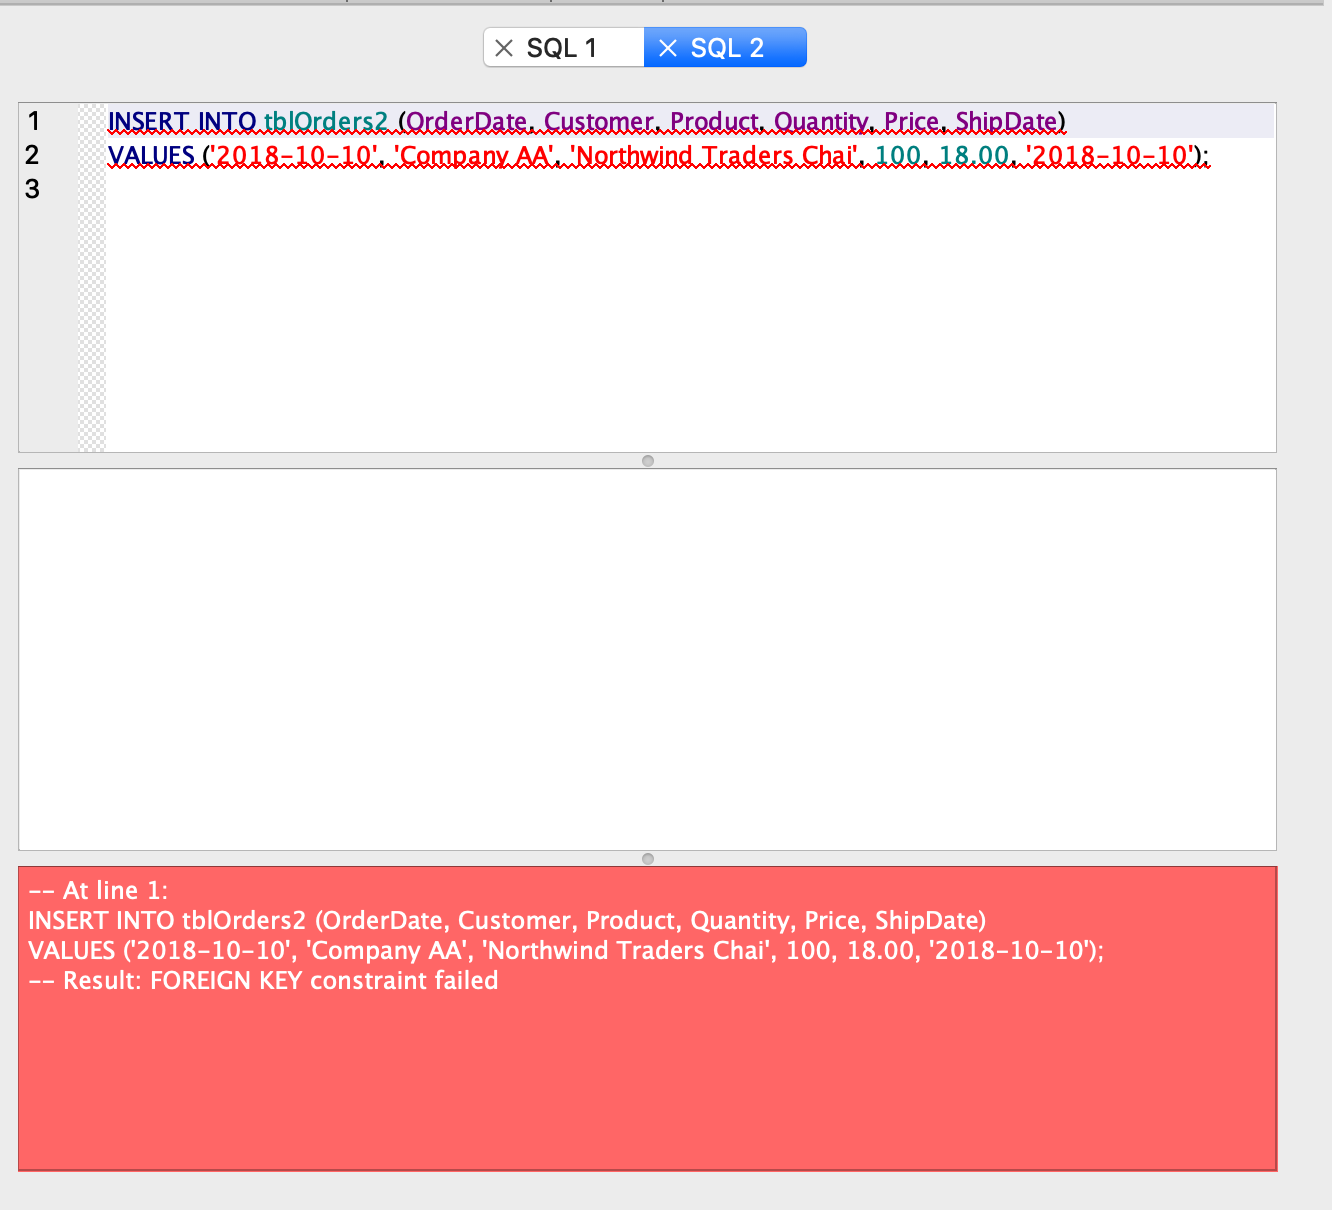 SQL 1
SQL 2
1 INSERT INTO tblOrders2 (OrderDate, Customer, Product, Quantity, Price, ShipDate)
2 VALUES ('2018-10-10', 'Company AA', 'Northwind Traders Chai', 100, 18.00, '2018-10-10');
3
-- At line 1:
INSERT INTO tblOrders2 (OrderDate, Customer, Product, Quantity, Price, ShipDate)
VALUES ('2018-10-10', 'Company AA', 'Northwind Traders Chai', 100, 18.00, '2018-10-10');
-- Result: FOREIGN KEY constraint failed